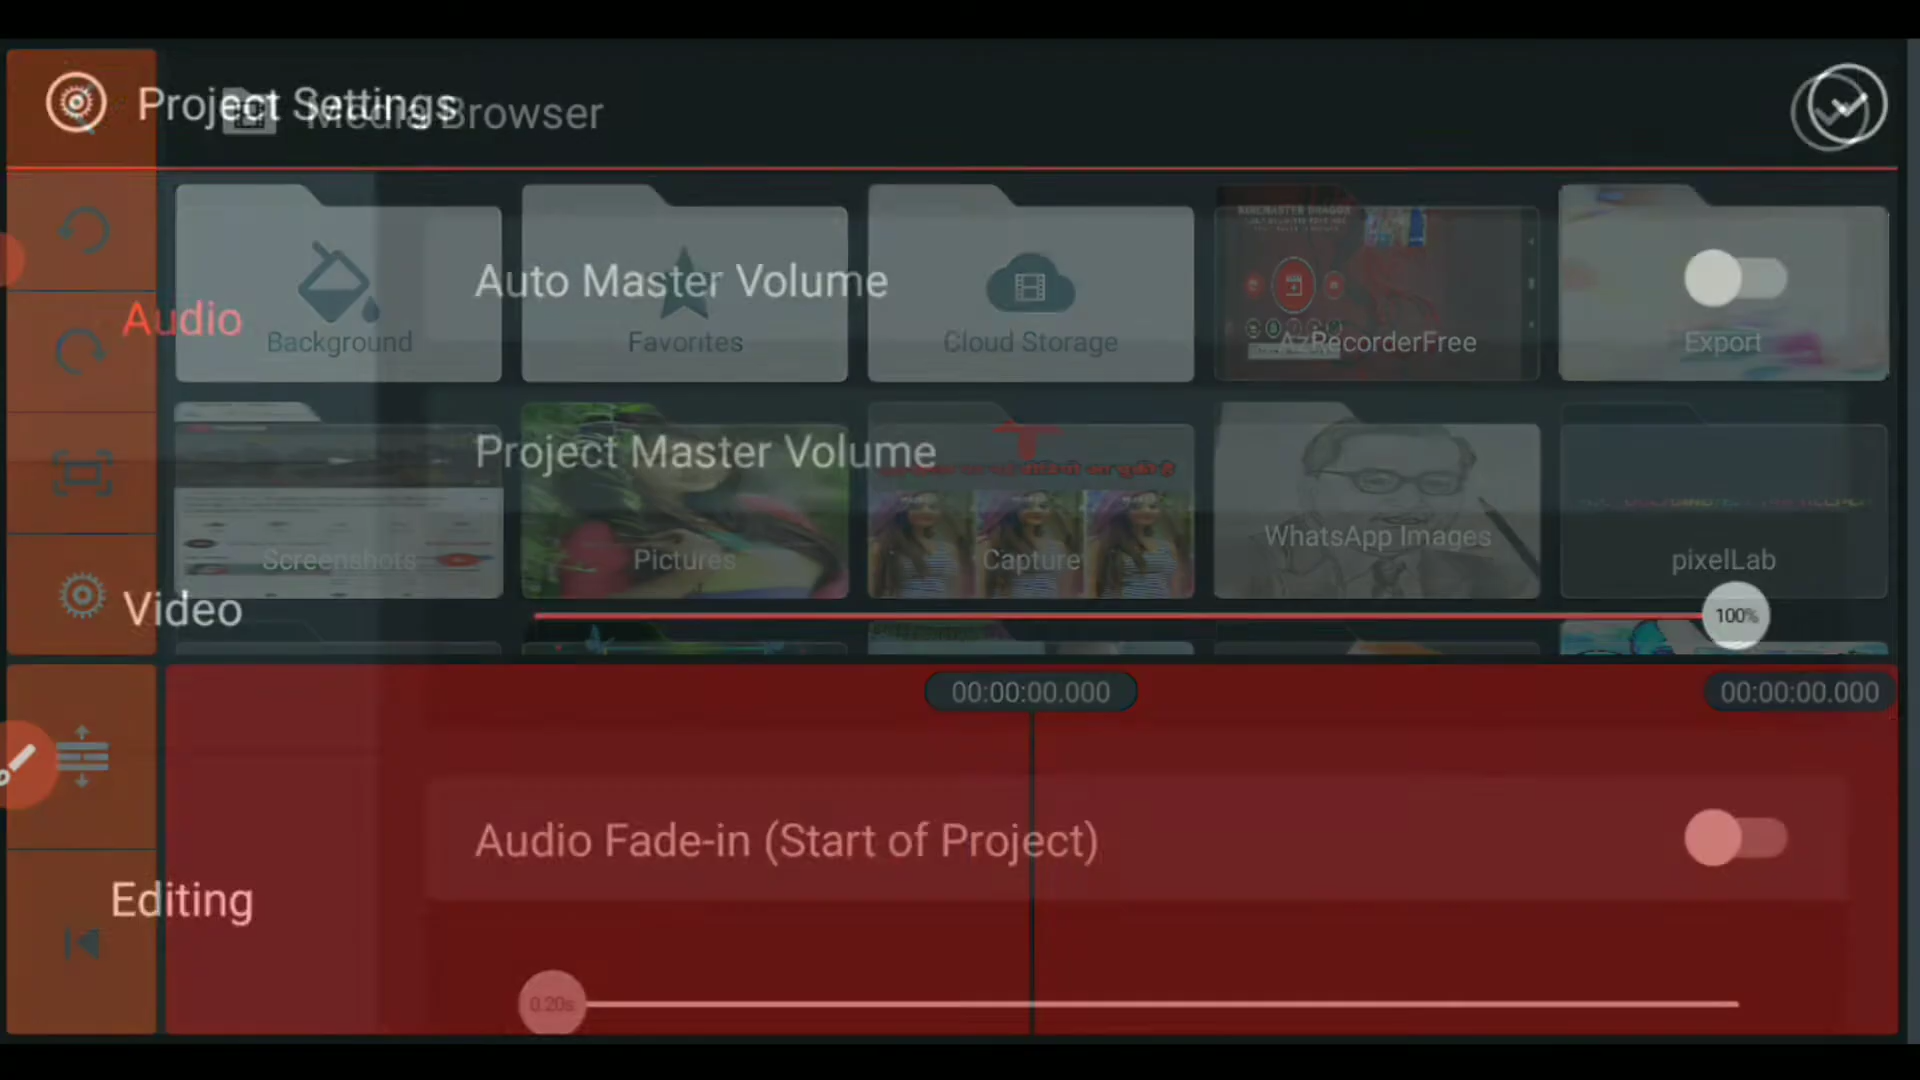 Project Settings
Media Browser
Audio
Auto Master Volume
Background
Favorites
Cloud Storage
AzRecorderFree
Export
Project Master Volume
Screenshots
Pictures
Capture
WhatsApp Images
pixelLab
Video
100%
00:00:00.000
00:00:00.000
Audio Fade-in (Start of Project)
Editing
0.20s